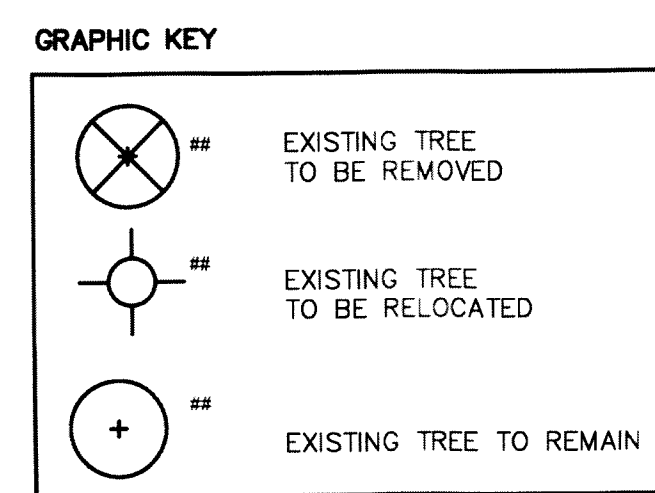 GRAPHIC KEY
##
EXISTING TREE
TO BE REMOVED
##
EXISTING TREE
TO BE RELOCATED
##
EXISTING TREE TO REMAIN